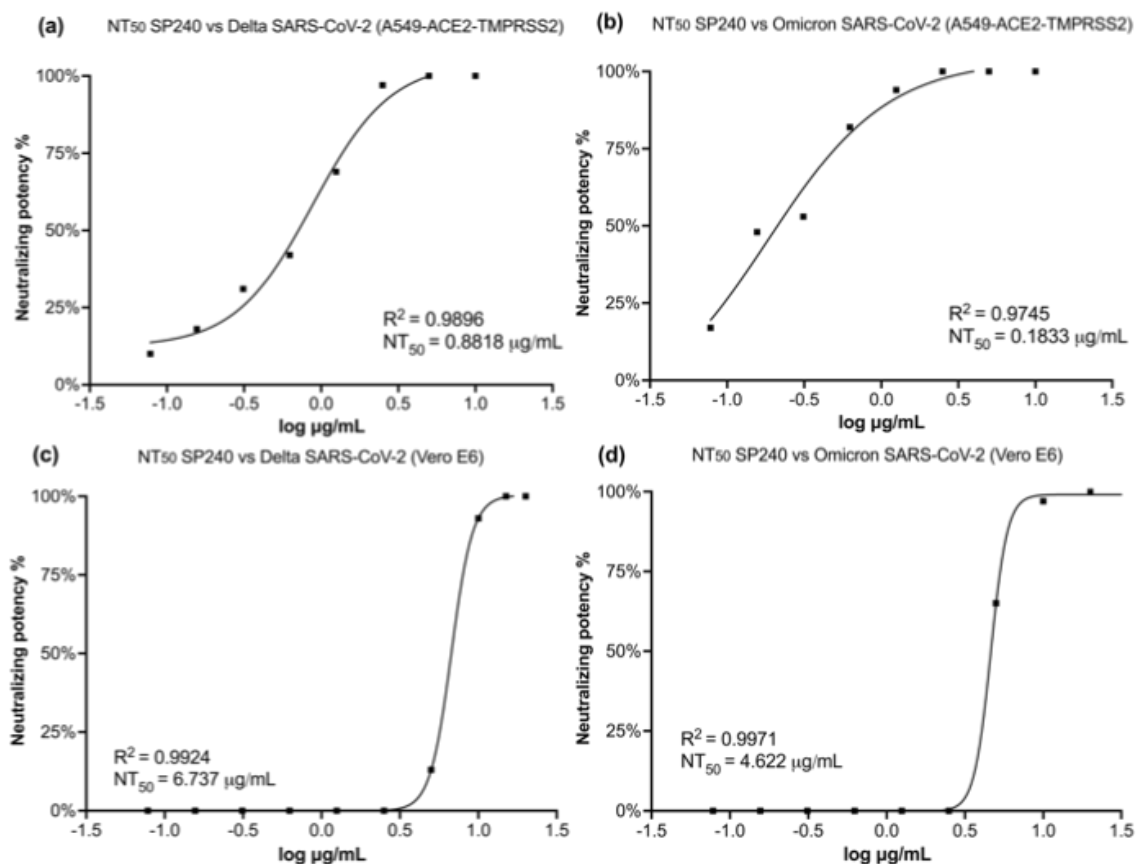 (a)
NT50 SP240 vs Delta SARS-CoV-2 (A549-ACE2-TMPRSS2)
Neutralizing potency %
100%
75%
50%
25%
0%
R² = 0.9896
NT₅₀ = 0.8818 µg/mL
-1.5 -1.0 -0.5 0.0 0.5 1.0 1.5
log µg/mL
(b)
NT50 SP240 vs Omicron SARS-CoV-2 (A549-ACE2-TMPRSS2)
Neutralizing potency %
100%
75%
50%
25%
0%
R² = 0.9745
NT₅₀ = 0.1833 µg/mL
-1.5 -1.0 -0.5 0.0 0.5 1.0 1.5
log µg/mL
(c)
NT50 SP240 vs Delta SARS-CoV-2 (Vero E6)
Neutralizing potency %
100%
75%
50%
25%
0%
R² = 0.9924
NT₅₀ = 6.737 µg/mL
-1.5 -1.0 -0.5 0.0 0.5 1.0 1.5
log µg/mL
(d)
NT50 SP240 vs Omicron SARS-CoV-2 (Vero E6)
Neutralizing potency %
100%
75%
50%
25%
0%
R² = 0.9971
NT₅₀ = 4.622 µg/mL
-1.5 -1.0 -0.5 0.0 0.5 1.0 1.5
log µg/mL